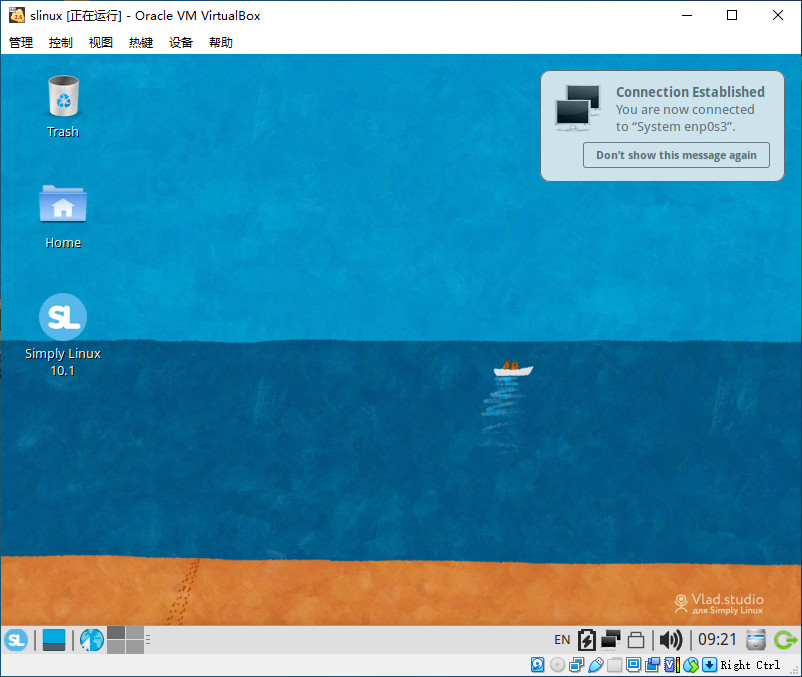 slinux [正在运行] - Oracle VM VirtualBox
管理 控制 视图 热键 设备 帮助
Trash
Home
SL
Simply Linux
10.1
Connection Established
You are now connected
to “System enp0s3”.
Don't show this message again
Vlad.studio
для Simply Linux
SL
EN
09:21
Right Ctrl